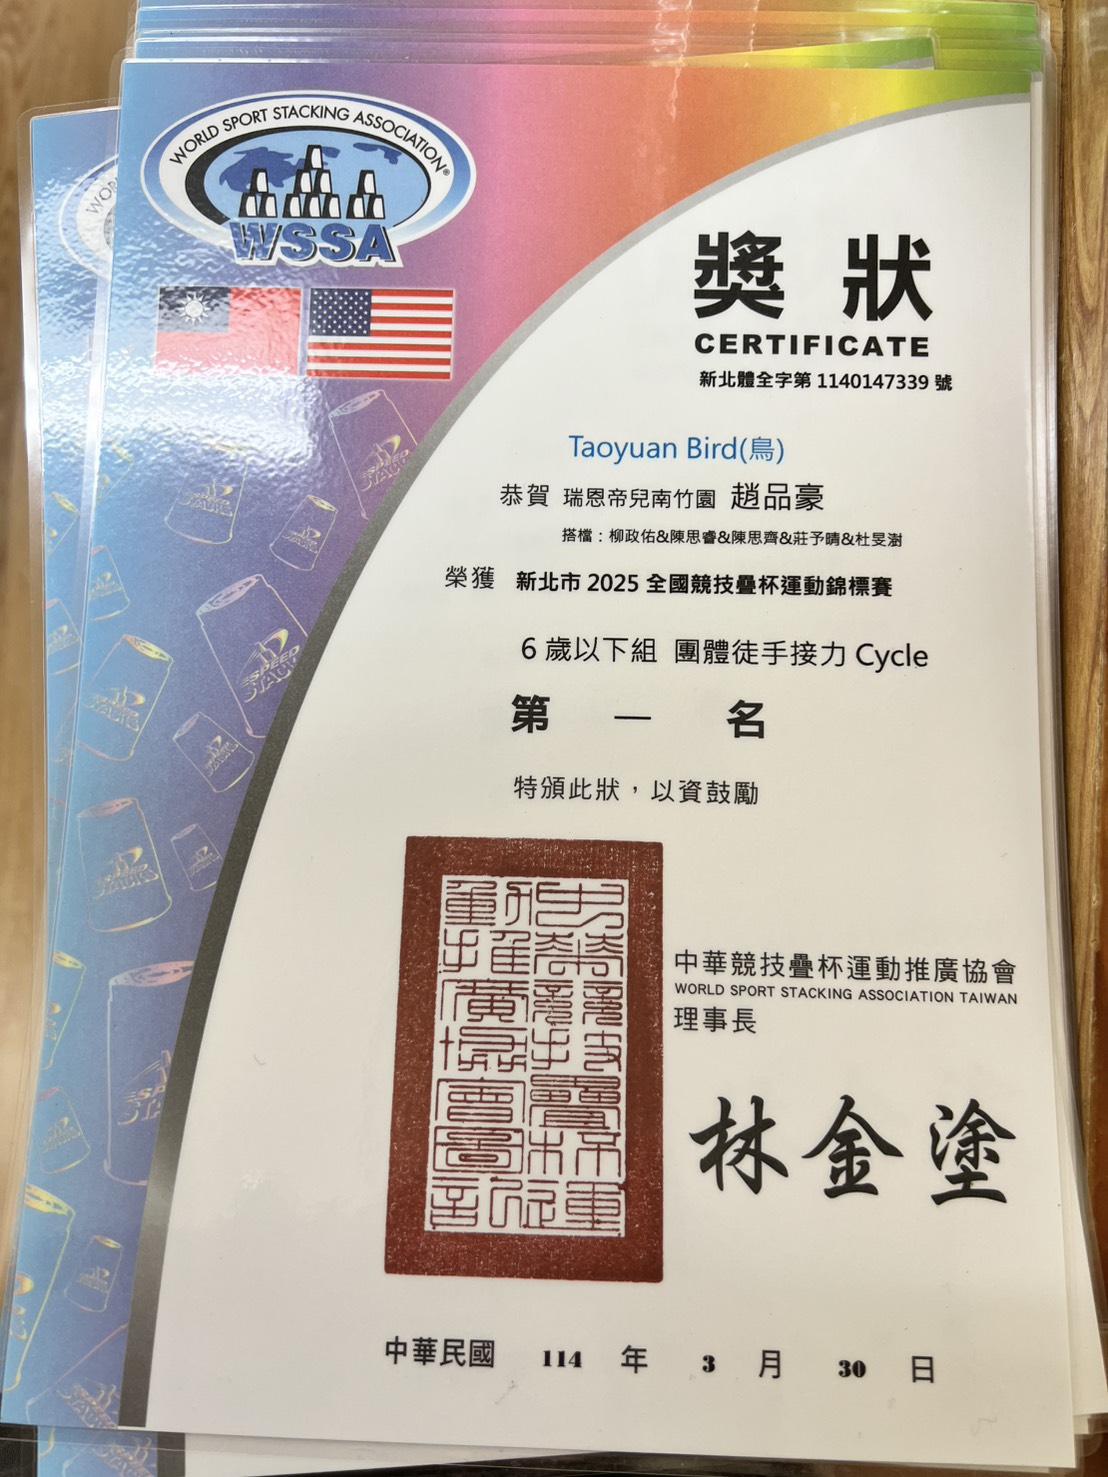 WORLD SPORT STACKING ASSOCIATION®
WSSA
獎狀
CERTIFICATE
新北體全字第 1140147339 號
Taoyuan Bird(鳥)
恭賀 瑞恩帝兒南竹園 趙品豪
搭檔：柳政佑&陳思睿&陳思齊&莊予晴&杜旻澍
榮獲 新北市 2025 全國競技疊杯運動錦標賽
6 歲以下組 團體徒手接力 Cycle
第 一 名
特頒此狀，以資鼓勵
中華競技疊杯運動推廣協會
WORLD SPORT STACKING ASSOCIATION TAIWAN
理事長
林金塗
中華民國 114 年 3 月 30 日